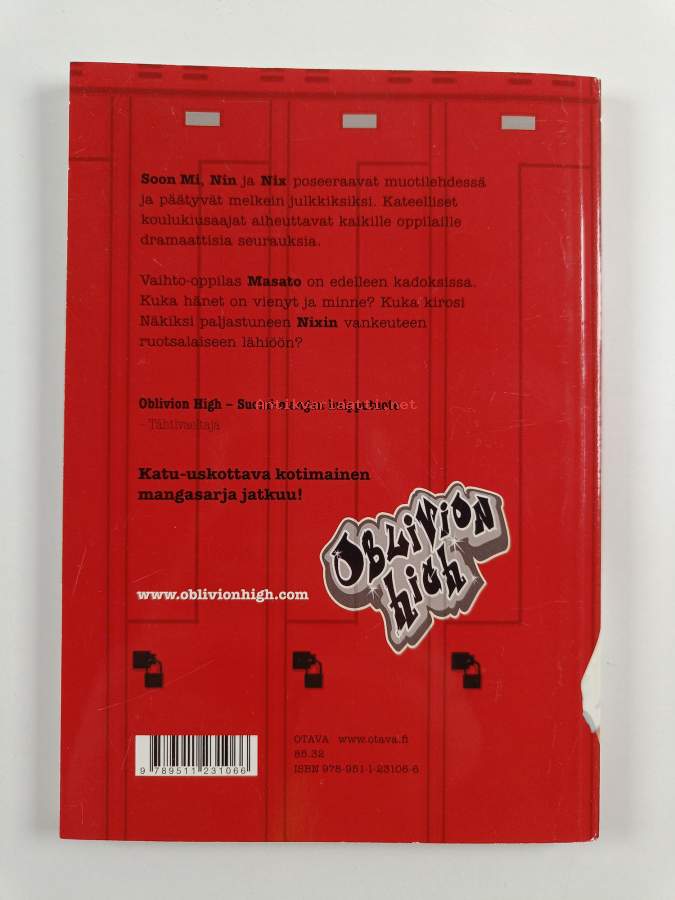 Soon Mi, Nin ja Nix poseeraavat muotilehdessä
ja päätyvät melkein julkkiksiksi. Kateelliset
koulukiusaajat aiheuttavat kaikille oppilaille
dramaattisia seurauksia.
Vaihto-oppilas Masato on edelleen kadoksissa.
Kuka hänet on vienyt ja minne? Kuka kirosi
Näkiksi paljastuneen Nixin vankeuteen
ruotsalaiseen lähiöön?
Oblivion High –
Antikvariaatti.net
– Tähtivaeltaja
Katu-uskottava kotimainen
mangasarja jatkuu!
OBLIVION
high
www.oblivionhigh.com
OTAVA www.otava.fi
85.32
ISBN 978-951-1-23106-6
9 789511 231066